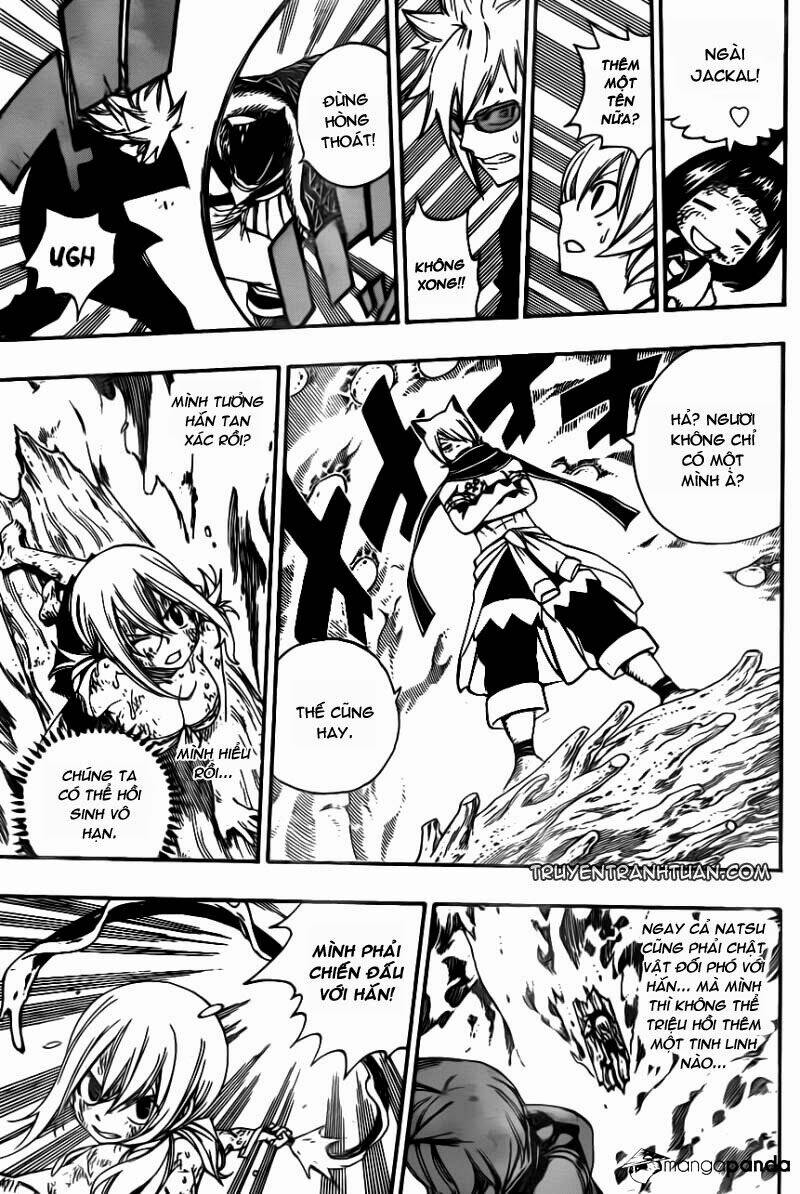 NGÀI
JACKAL!
THÊM
MỘT
TÊN
NỮA?
KHÔNG
XONG!!
ĐỪNG
HÒNG
THOÁT!
UGH
HẢ? NGƯƠI
KHÔNG CHỈ
CÓ MỘT
MÌNH À?
THẾ CŨNG
HAY.
MÌNH TƯỞNG
HẮN TAN
XÁC RỒI?
MÌNH HIỂU
RỒI...
CHÚNG TA
CÓ THỂ HỒI
SINH VÔ
HẠN.
TRUYENTRANHTUAN.COM
NGAY CẢ NATSU
CŨNG PHẢI CHẬT
VẬT ĐỐI PHÓ VỚI
HẮN... MÀ MÌNH
THÌ KHÔNG THỂ
TRIỆU HỒI THÊM
MỘT TINH LINH
NÀO...
MÌNH PHẢI
CHIẾN ĐẤU
VỚI HẮN!
mangapanda